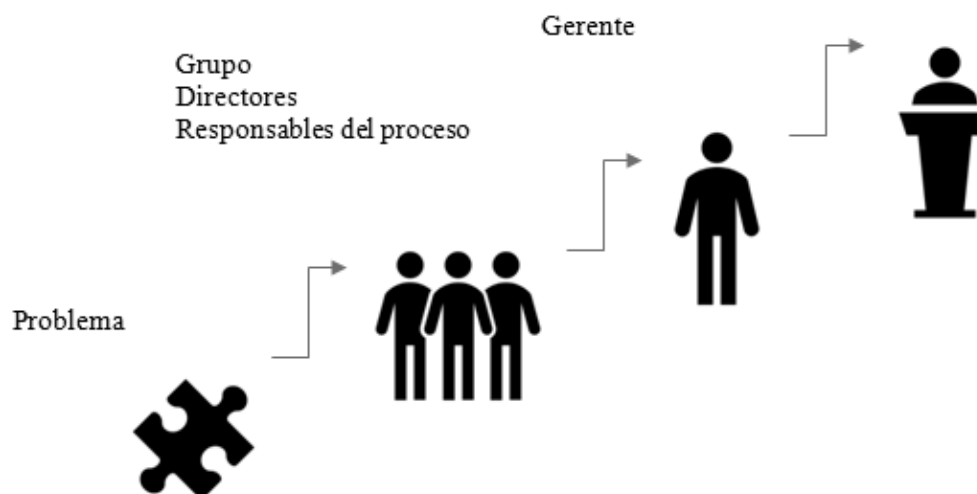 Gerente
Grupo
Directores
Responsables del proceso
Problema